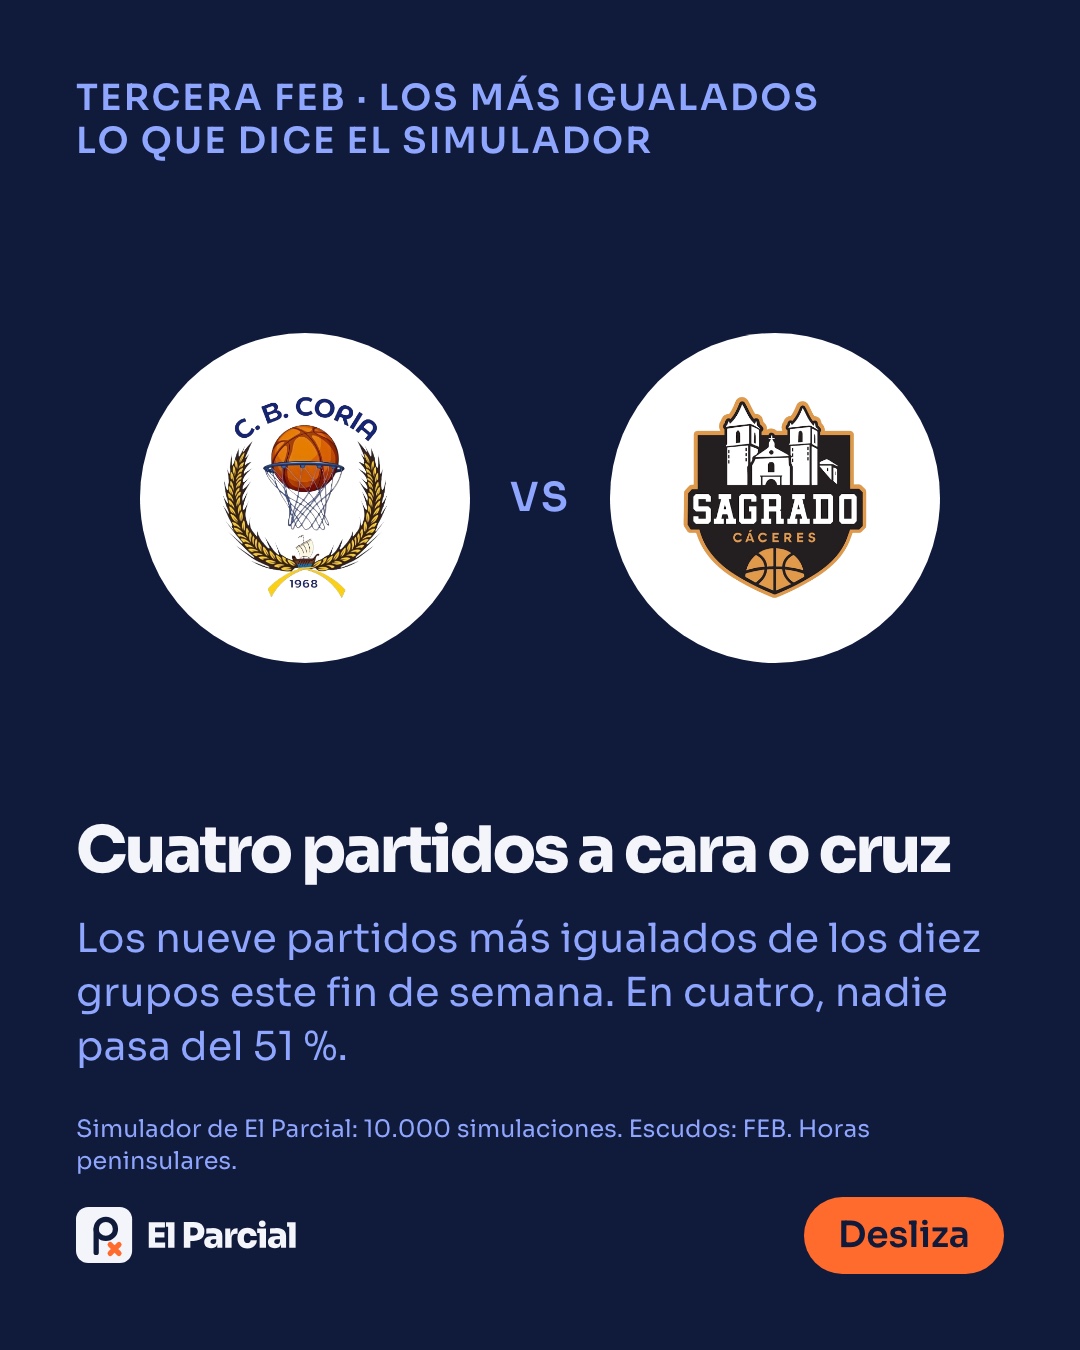 TERCERA FEB · LOS MÁS IGUALADOS
LO QUE DICE EL SIMULADOR
C. B. CORIA
1968
VS
SAGRADO
CÁCERES
Cuatro partidos a cara o cruz
Los nueve partidos más igualados de los diez
grupos este fin de semana. En cuatro, nadie
pasa del 51 %.
Simulador de El Parcial: 10.000 simulaciones. Escudos: FEB. Horas
peninsulares.
El Parcial
Desliza